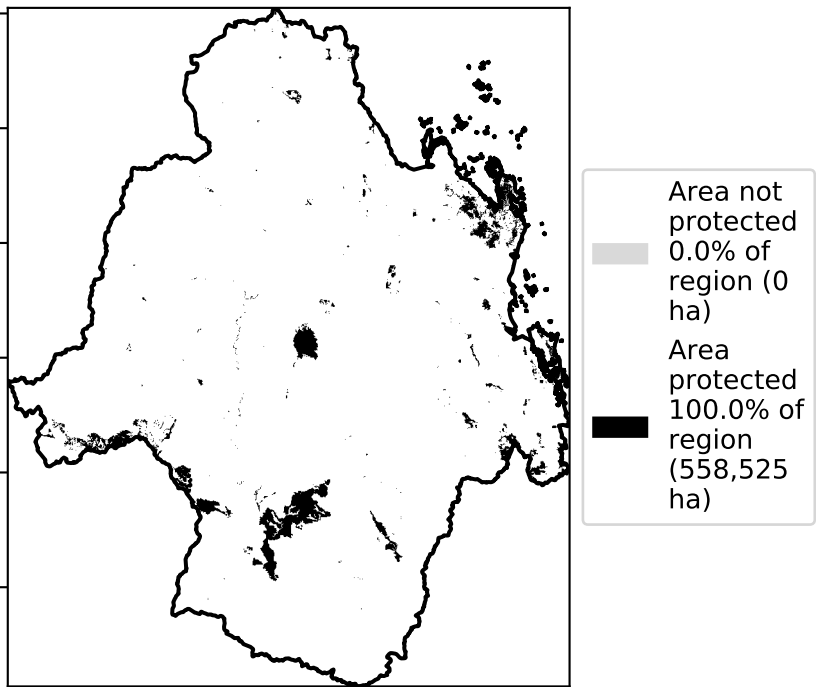 Area not
protected
0.0% of
region (0
ha)
Area
protected
100.0% of
region
(558,525
ha)